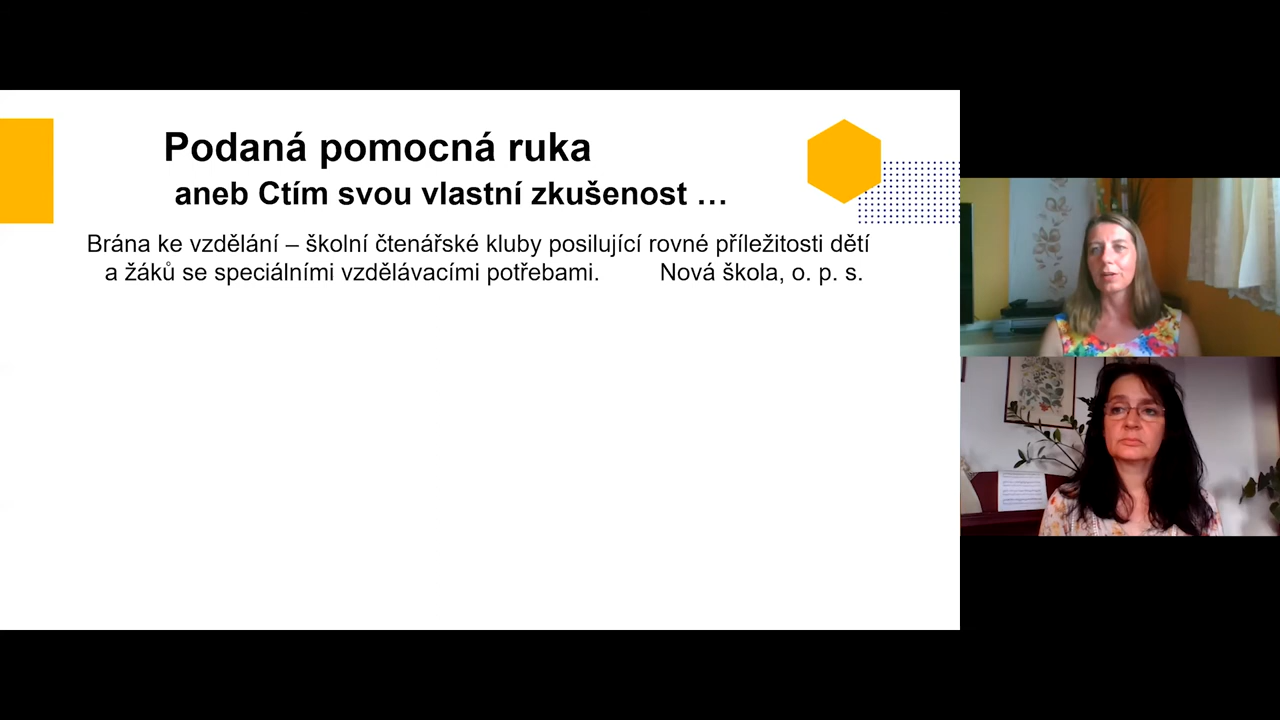 Podaná pomocná ruka
aneb Ctím svou vlastní zkušenost …
Brána ke vzdělání – školní čtenářské kluby posilující rovné příležitosti dětí
a žáků se speciálními vzdělávacími potřebami. Nová škola, o. p. s.